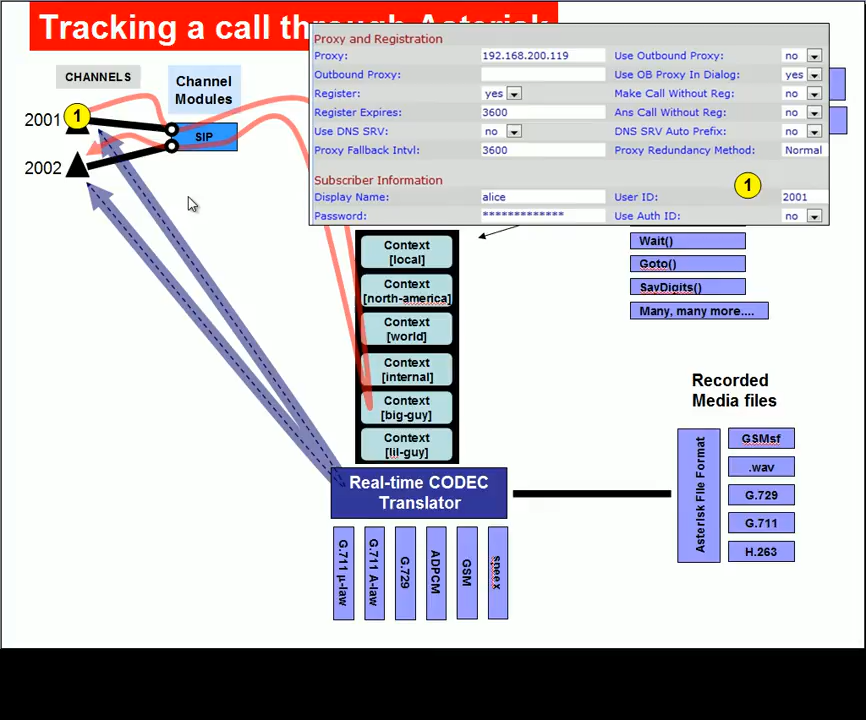 Tracking a call through Asterisk
CHANNELS
Channel
Modules
2001
1
SIP
2002
Proxy and Registration
Proxy: 192.168.200.119 Use Outbound Proxy: no
Outbound Proxy: Use OB Proxy In Dialog: yes
Register: yes Make Call Without Reg: no
Register Expires: 3600 Ans Call Without Reg: no
Use DNS SRV: no DNS SRV Auto Prefix: no
Proxy Fallback Intvl: 3600 Proxy Redundancy Method: Normal
Subscriber Information
1
Display Name: alice User ID: 2001
Password: ************* Use Auth ID: no
Context
[local]
Context
[north-america]
Context
[world]
Context
[internal]
Context
[big-guy]
Context
[lil-guy]
Wait()
Goto()
SayDigits()
Many, many more....
Real-time CODEC
Translator
G.711 µ-law
G.711 A-law
G.729
ADPCM
GSM
speex
Recorded
Media files
Asterisk File Format
GSMsf
.wav
G.729
G.711
H.263